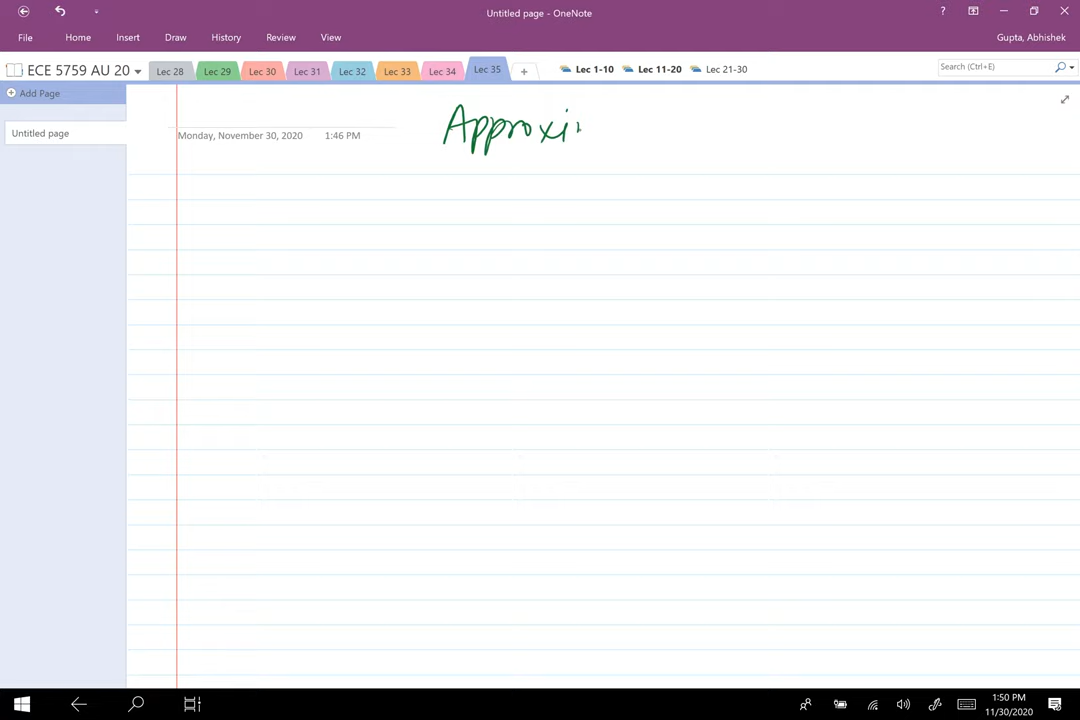 Untitled page - OneNote
?
File Home Insert Draw History Review View Gupta, Abhishek
ECE 5759 AU 20 Lec 28 Lec 29 Lec 30 Lec 31 Lec 32 Lec 33 Lec 34 Lec 35 + Lec 1-10 Lec 11-20 Lec 21-30 Search (Ctrl+E)
Add Page
Untitled page
Approxi
Monday, November 30, 2020 1:46 PM
1:50 PM
11/30/2020